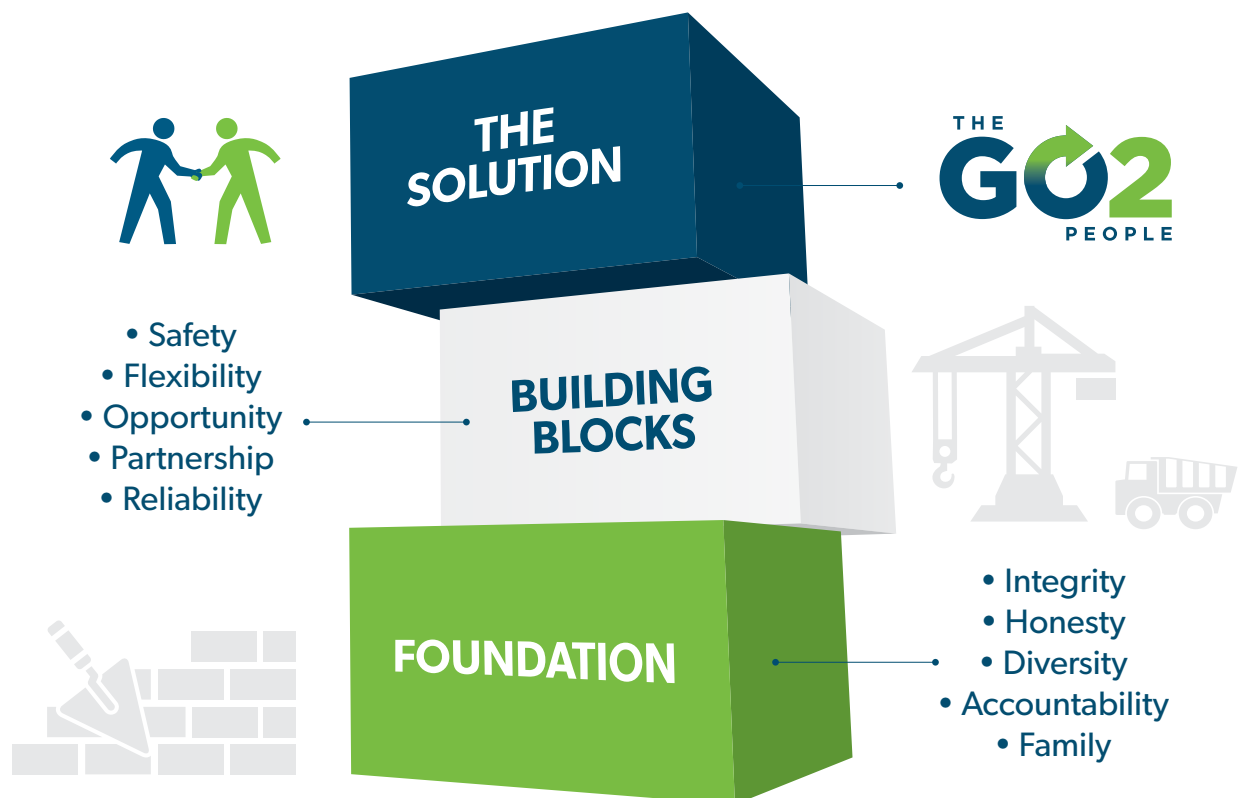 THE
SOLUTION
THE
GO2
PEOPLE
• Safety
• Flexibility
• Opportunity
• Partnership
• Reliability
BUILDING
BLOCKS
FOUNDATION
• Integrity
• Honesty
• Diversity
• Accountability
• Family